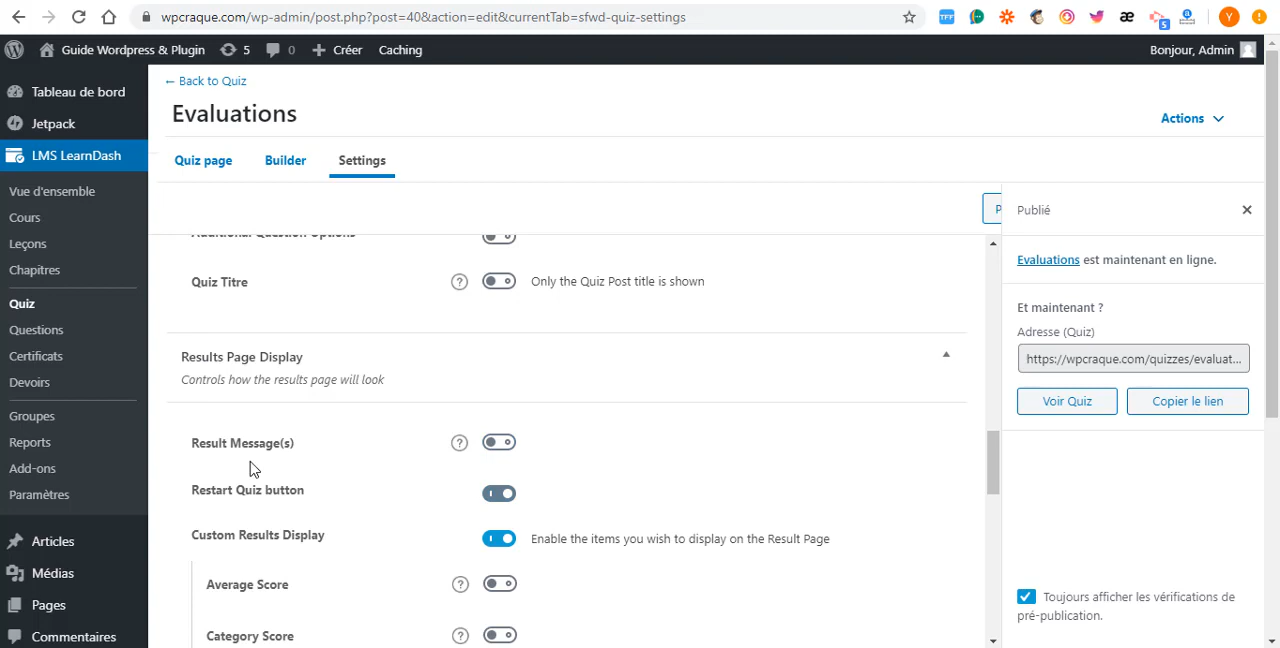 wpcraque.com/wp-admin/post.php?post=40&action=edit&currentTab=sfwd-quiz-settings
Guide Wordpress & Plugin 5 0 Créer Caching Bonjour, Admin
Tableau de bord
Jetpack
LMS LearnDash
Vue d'ensemble
Cours
Leçons
Chapitres
Quiz
Questions
Certificats
Devoirs
Groupes
Reports
Add-ons
Paramètres
Articles
Médias
Pages
Commentaires
← Back to Quiz
Evaluations
Actions
Quiz page Builder Settings
P
Additional Question Options
Quiz Titre ? Only the Quiz Post title is shown
Results Page Display
Controls how the results page will look
Result Message(s) ?
Restart Quiz button
Custom Results Display Enable the items you wish to display on the Result Page
Average Score ?
Category Score ?
Publié
Evaluations est maintenant en ligne.
Et maintenant ?
Adresse (Quiz)
https://wpcraque.com/quizzes/evaluat...
Voir Quiz Copier le lien
Toujours afficher les vérifications de
pré-publication.